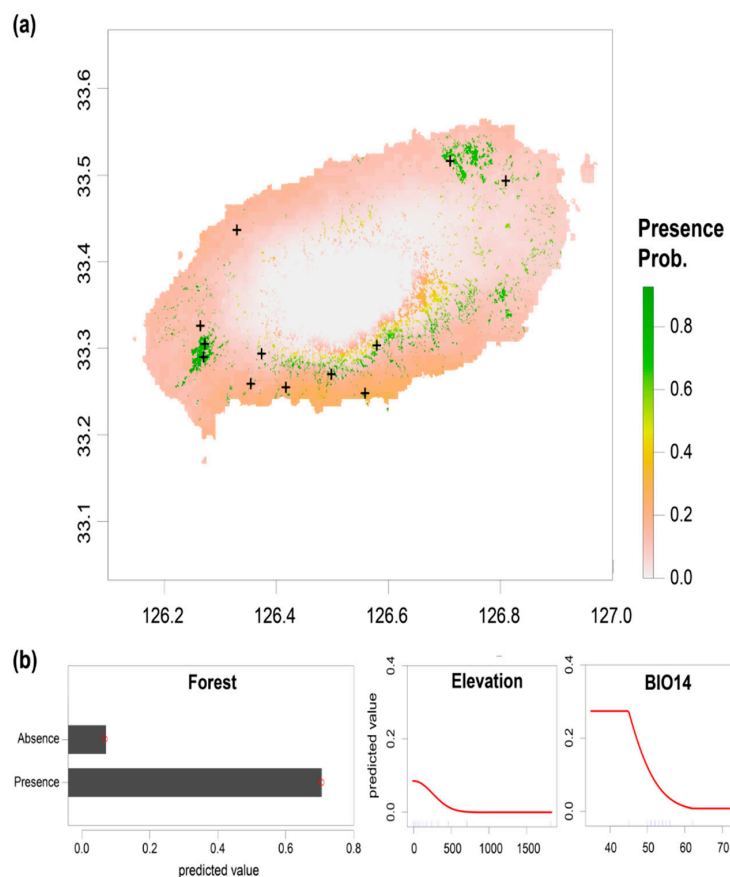 (a)
33.6
33.5
33.4
33.3
33.2
33.1
126.2 126.4 126.6 126.8 127.0
Presence
Prob.
0.8
0.6
0.4
0.2
0.0
(b)
Forest
Absence
Presence
0.0 0.2 0.4 0.6 0.8
predicted value
Elevation
predicted value
0.4
0.2
0.0
0 500 1000 1500
BIO14
0.4
0.2
0.0
40 50 60 70